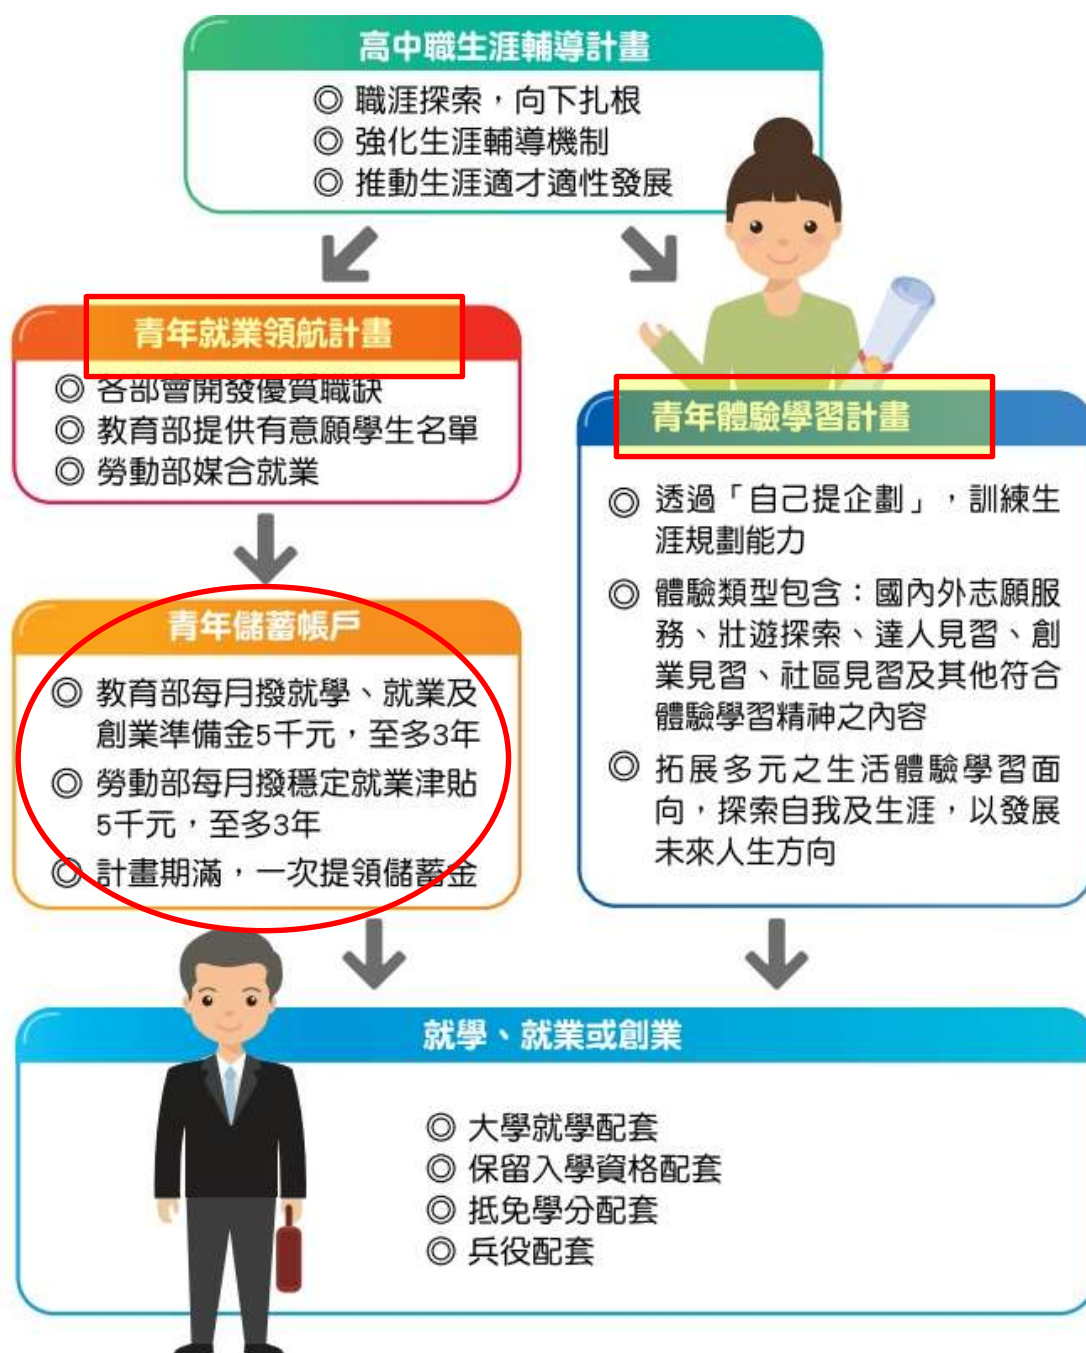 高中職生涯輔導計畫
◎ 職涯探索，向下扎根
◎ 強化生涯輔導機制
◎ 推動生涯適才適性發展
青年就業領航計畫
◎ 各部會開發優質職缺
◎ 教育部提供有意願學生名單
◎ 勞動部媒合就業
青年儲蓄帳戶
◎ 教育部每月撥就學、就業及
創業準備金5千元，至多3年
◎ 勞動部每月撥穩定就業津貼
5千元，至多3年
◎ 計畫期滿，一次提領儲蓄金
青年體驗學習計畫
◎ 透過「自己提企劃」，訓練生
涯規劃能力
◎ 體驗類型包含：國內外志願服
務、壯遊探索、達人見習、創
業見習、社區見習及其他符合
體驗學習精神之內容
◎ 拓展多元之生活體驗學習面
向，探索自我及生涯，以發展
未來人生方向
就學、就業或創業
◎ 大學就學配套
◎ 保留入學資格配套
◎ 抵免學分配套
◎ 兵役配套